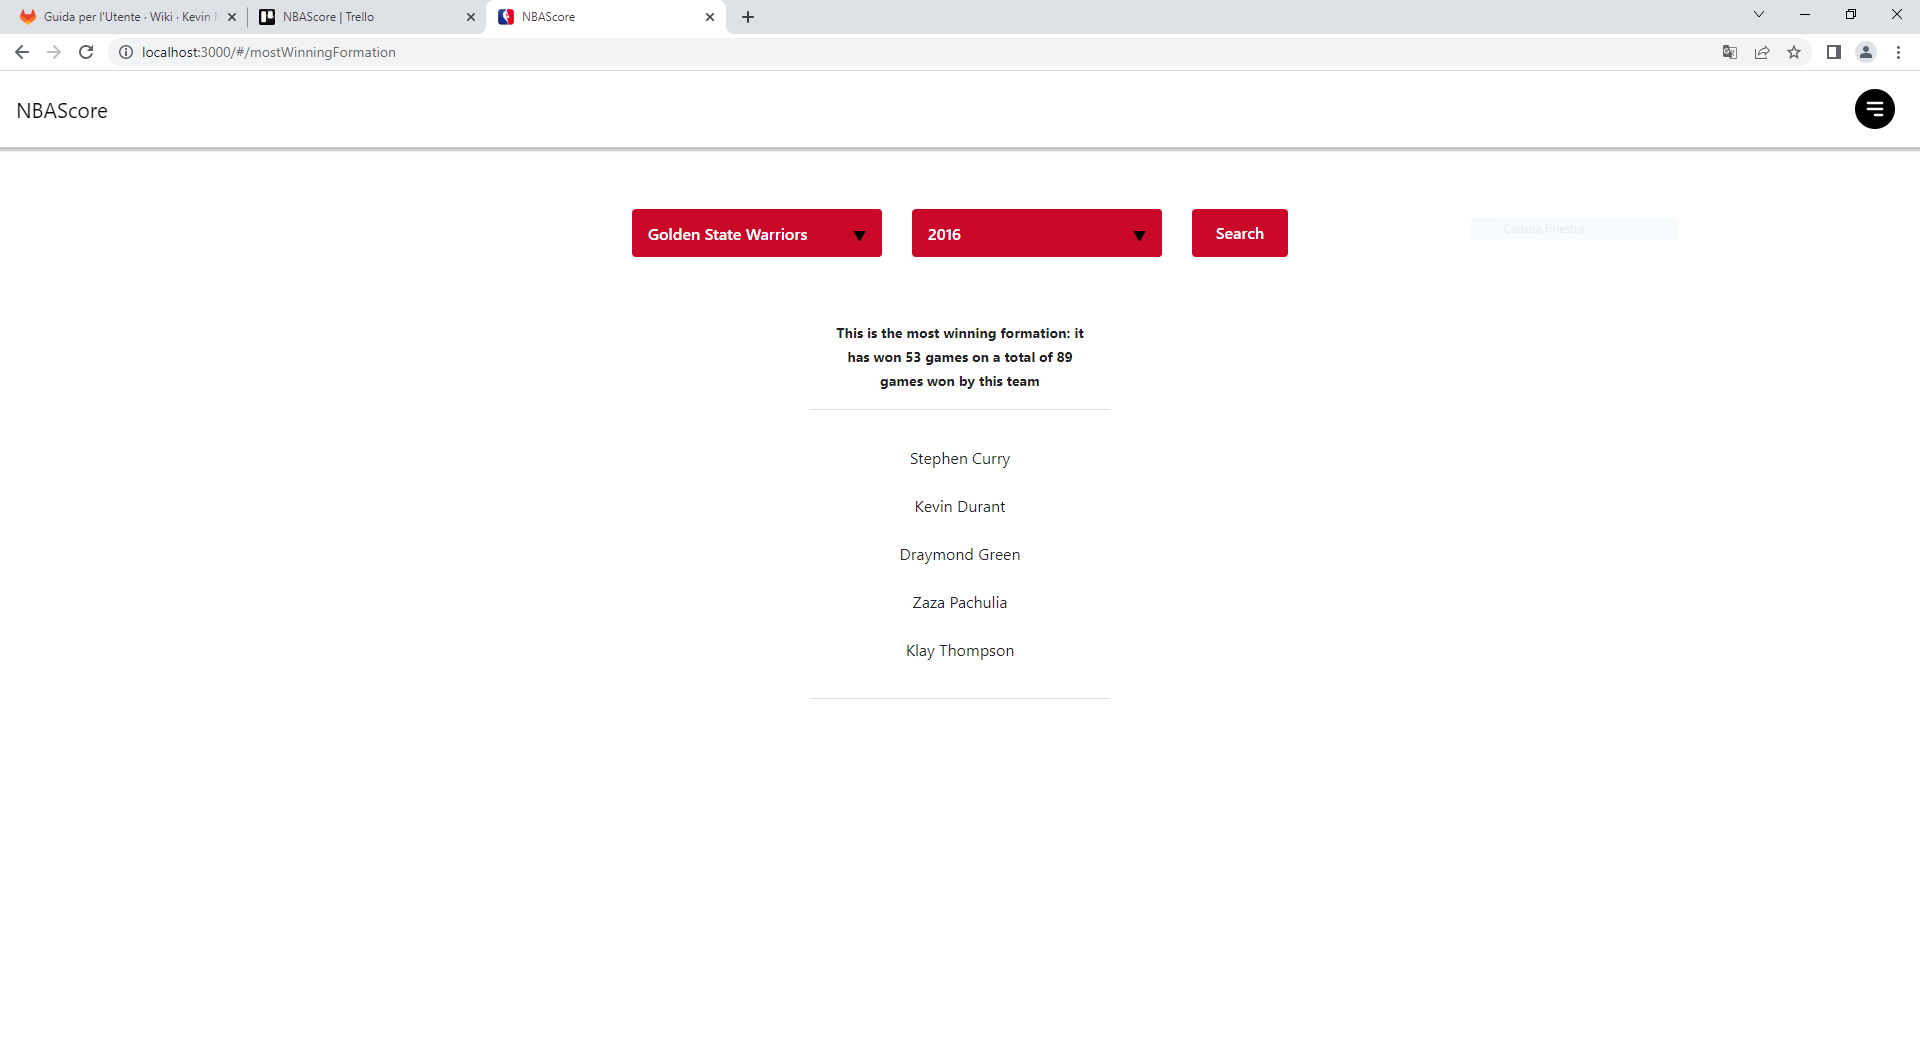 Guida per l'Utente · Wiki · Kevin
NBAScore | Trello
NBAScore
localhost:3000/#/mostWinningFormation
NBAScore
Golden State Warriors
2016
Search
Cattura finestra
This is the most winning formation: it
has won 53 games on a total of 89
games won by this team
Stephen Curry
Kevin Durant
Draymond Green
Zaza Pachulia
Klay Thompson